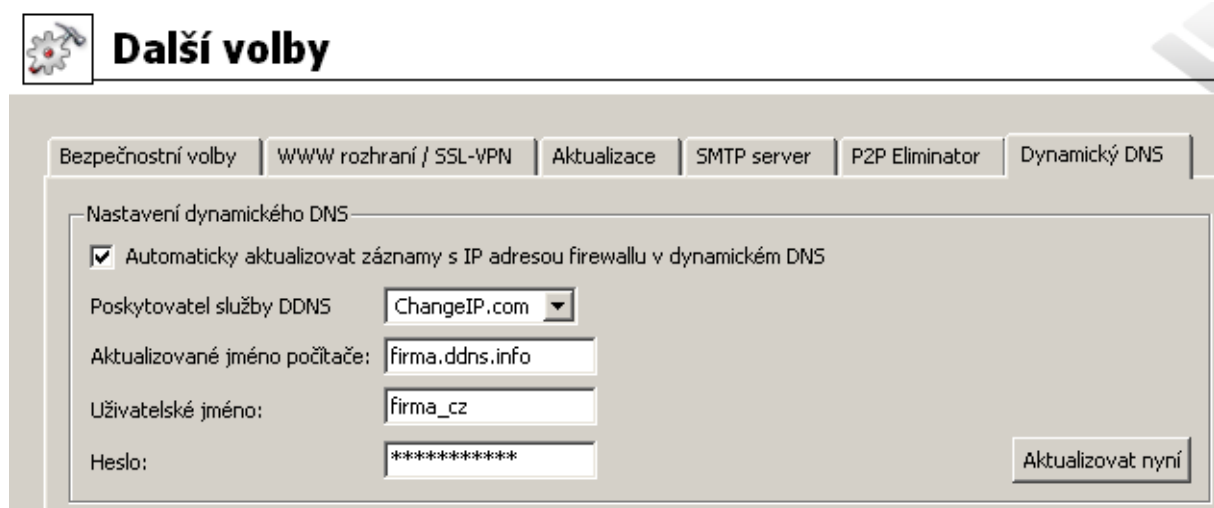 Další volby
Bezpečnostní volby WWW rozhraní / SSL-VPN Aktualizace SMTP server P2P Eliminator Dynamický DNS
Nastavení dynamického DNS
Automaticky aktualizovat záznamy s IP adresou firewallu v dynamickém DNS
Poskytovatel služby DDNS ChangeIP.com
Aktualizované jméno počítače: firma.ddns.info
Uživatelské jméno: firma_cz
Heslo: ***********
Aktualizovat nyní